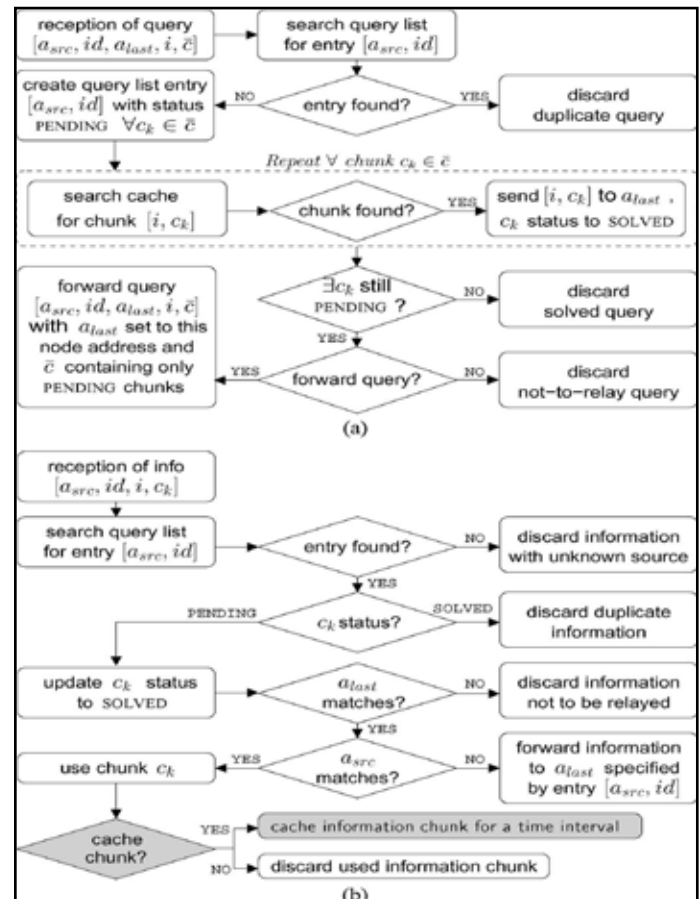 reception of query
[a_src, id, a_last, i, c̄]
search query list
for entry [a_src, id]
create query list entry
[a_src, id] with status
PENDING ∀c_k ∈ c̄
NO
entry found?
YES
discard
duplicate query
Repeat ∀ chunk c_k ∈ c̄
search cache
for chunk [i, c_k]
chunk found?
YES
send [i, c_k] to a_last ,
c_k status to SOLVED
forward query
[a_src, id, a_last, i, c̄]
with a_last set to this
node address and
c̄ containing only
PENDING chunks
∃c_k still
PENDING ?
NO
discard
solved query
YES
YES
forward query?
NO
discard
not-to-relay query
(a)
reception of info
[a_src, id, i, c_k]
search query list
for entry [a_src, id]
entry found?
NO
discard information
with unknown source
YES
PENDING
c_k status?
SOLVED
discard duplicate
information
update c_k status
to SOLVED
a_last
matches?
NO
discard information
not to be relayed
YES
use chunk c_k
YES
a_src
matches?
NO
forward information
to a_last specified
by entry [a_src, id]
cache
chunk?
YES
cache information chunk for a time interval
NO
discard used information chunk
(b)